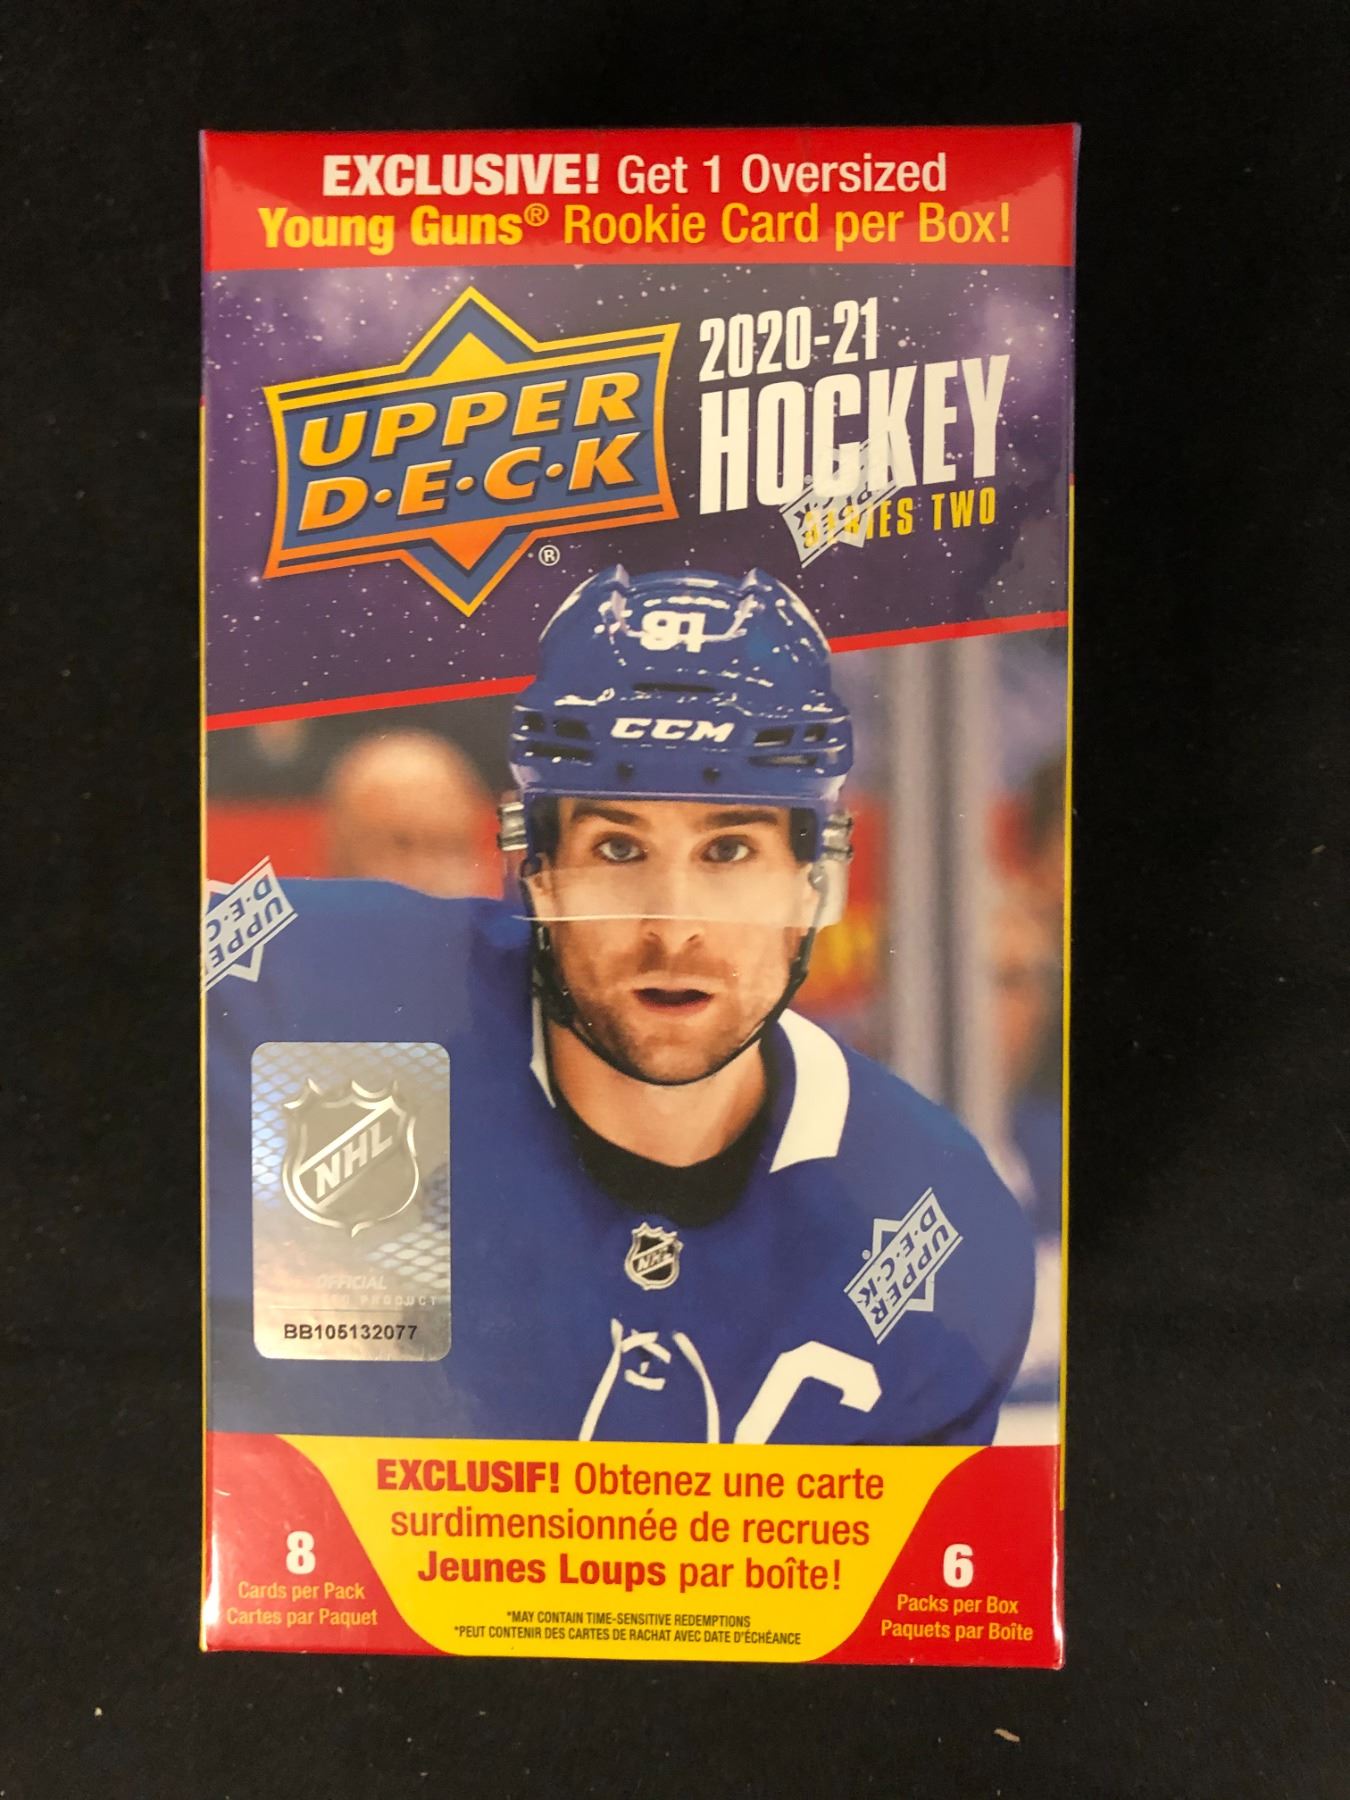 EXCLUSIVE! Get 1 Oversized
Young Guns® Rookie Card per Box!
UPPER
D·E·C·K
®
2020-21
HOCKEY
SERIES TWO
91
CCM
UPPER
D·E·C·K
NHL
OFFICIAL
PRODUCT
BB105132077
NHL
UPPER
D·E·C·K
C
EXCLUSIF! Obtenez une carte
surdimensionnée de recrues
Jeunes Loups par boîte!
*MAY CONTAIN TIME-SENSITIVE REDEMPTIONS
*PEUT CONTENIR DES CARTES DE RACHAT AVEC DATE D'ÉCHÉANCE
8
Cards per Pack
Cartes par Paquet
6
Packs per Box
Paquets par Boîte